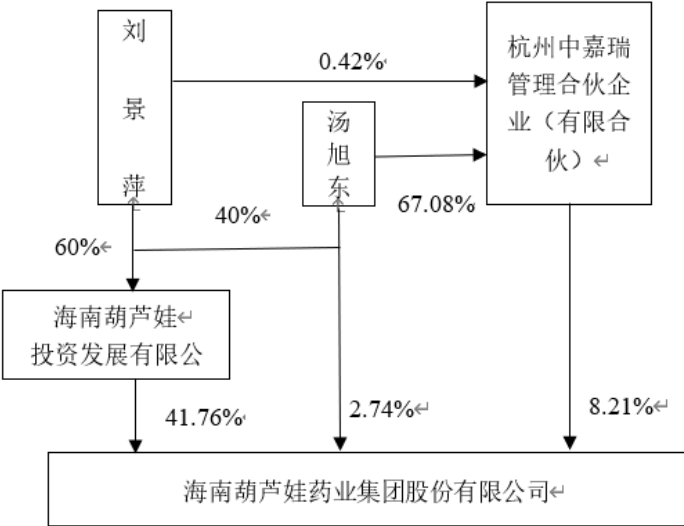 刘
景
萍
0.42%
杭州中嘉瑞
管理合伙企
业（有限合
伙）
汤
旭
东
67.08%
40%
60%
海南葫芦娃
投资发展有限公
41.76%
2.74%
8.21%
海南葫芦娃药业集团股份有限公司